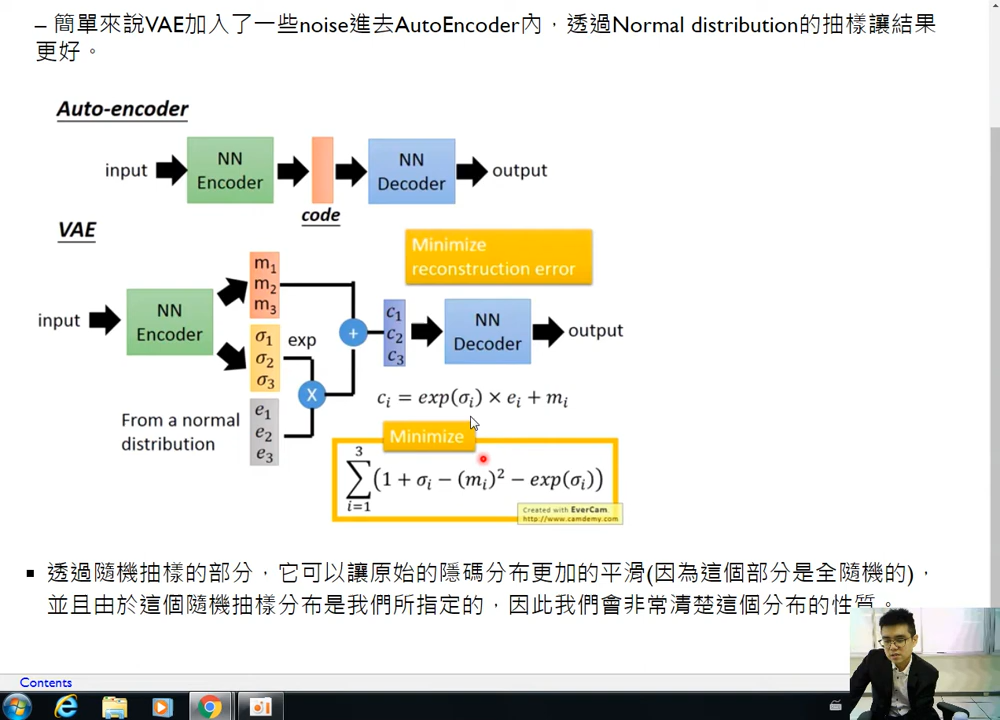 – 簡單來說VAE加入了一些noise進去AutoEncoder內，透過Normal distribution的抽樣讓結果
更好。
Auto-encoder
input
NN
Encoder
code
NN
Decoder
output
VAE
input
NN
Encoder
m1
m2
m3
σ1
σ2
σ3
exp
From a normal
distribution
e1
e2
e3
X
+
c1
c2
c3
NN
Decoder
output
Minimize
reconstruction error
ci = exp(σi) × ei + mi
Minimize
3
∑(1 + σi − (mi)² − exp(σi))
i=1
Created with EverCam.
http://www.camdemy.com
▪ 透過隨機抽樣的部分，它可以讓原始的隱碼分布更加的平滑(因為這個部分是全隨機的)，
並且由於這個隨機抽樣分布是我們所指定的，因此我們會非常清楚這個分布的性質。
Contents